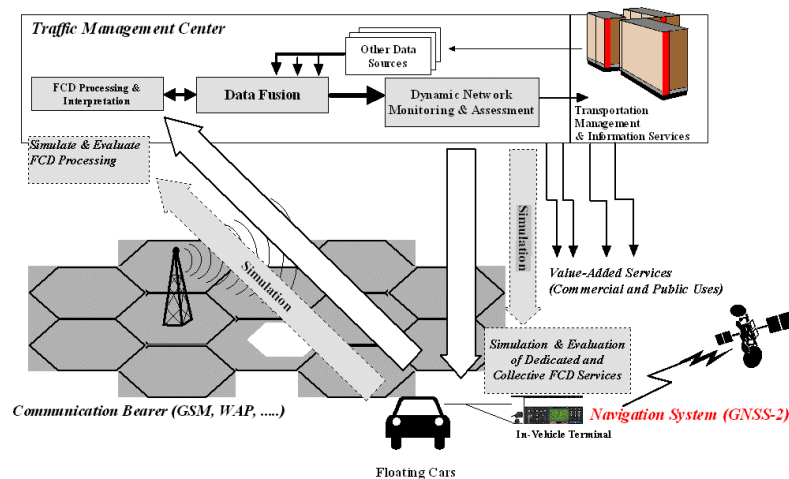 Traffic Management Center
Other Data
Sources
FCD Processing &
Interpretation
Data Fusion
Dynamic Network
Monitoring & Assessment
Transportation
Management
& Information Services
Simulate & Evaluate
FCD Processing
Simulation
Simulation
Value-Added Services
(Commercial and Public Uses)
Simulation & Evaluation
of Dedicated and
Collective FCD Services
Communication Bearer (GSM, WAP, .....)
Navigation System (GNSS-2)
In-Vehicle Terminal
Floating Cars